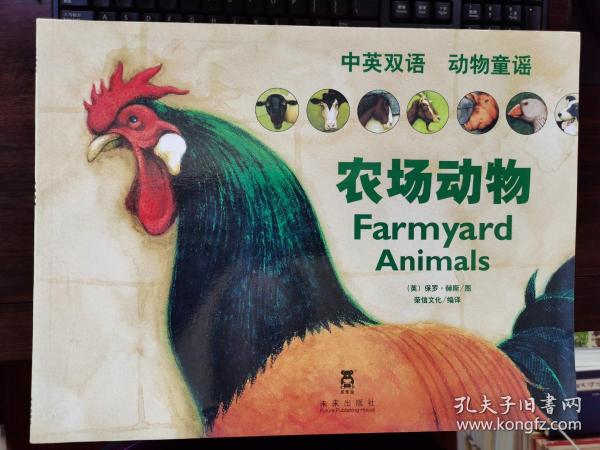 中英双语 动物童谣
农场动物
Farmyard
Animals
(英) 保罗·赫斯/图
荣信文化/编译
未来出版社
Future Publishing House
孔夫子旧书网
www.kongfz.com